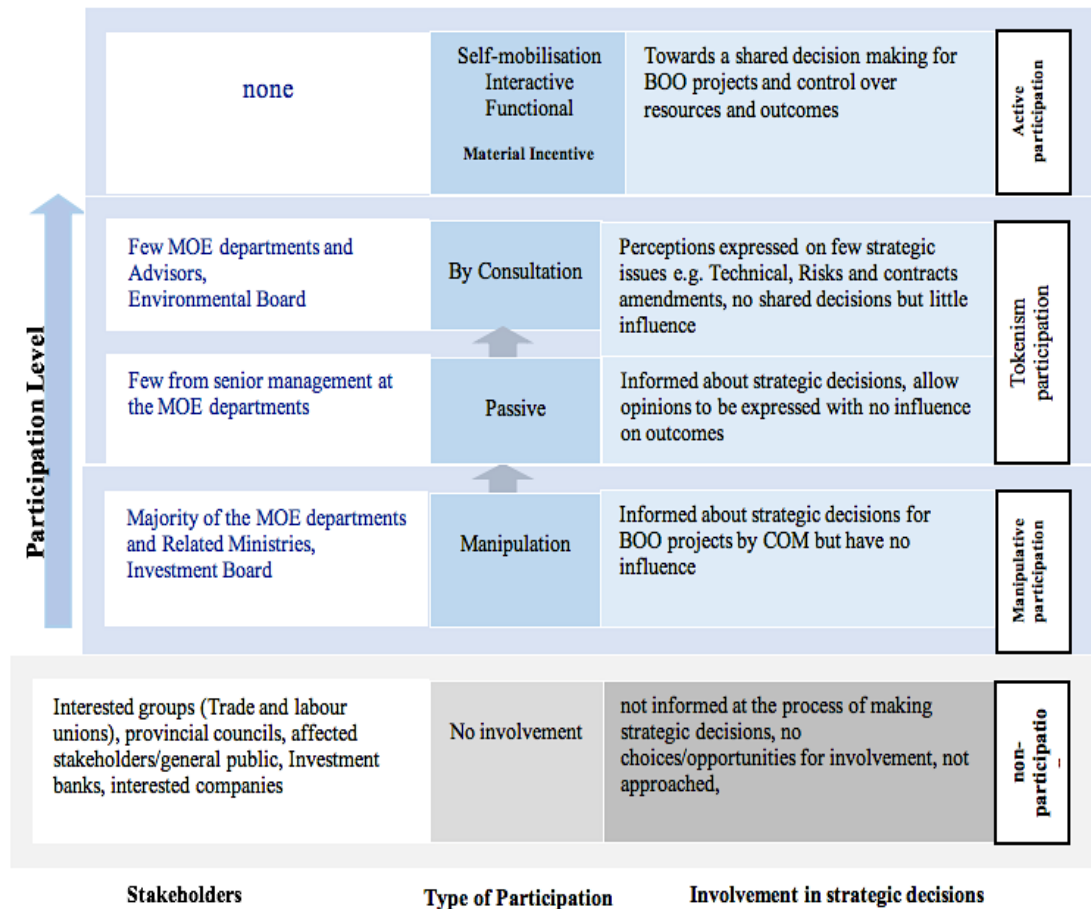 none
Self-mobilisation
Interactive
Functional
Material Incentive
Towards a shared decision making for
BOO projects and control over
resources and outcomes
Active
participation
Few MOE departments and
Advisors,
Environmental Board
By Consultation
Perceptions expressed on few strategic
issues e.g. Technical, Risks and contracts
amendments, no shared decisions but little
influence
Tokenism
participation
Few from senior management at
the MOE departments
Passive
Informed about strategic decisions, allow
opinions to be expressed with no influence
on outcomes
Participation Level
Majority of the MOE departments
and Related Ministries,
Investment Board
Manipulation
Informed about strategic decisions for
BOO projects by COM but have no
influence
Manipulative
participation
Interested groups (Trade and labour
unions), provincial councils, affected
stakeholders/general public, Investment
banks, interested companies
No involvement
not informed at the process of making
strategic decisions, no
choices/opportunities for involvement, not
approached,
non-
participatio
Stakeholders
Type of Participation
Involvement in strategic decisions